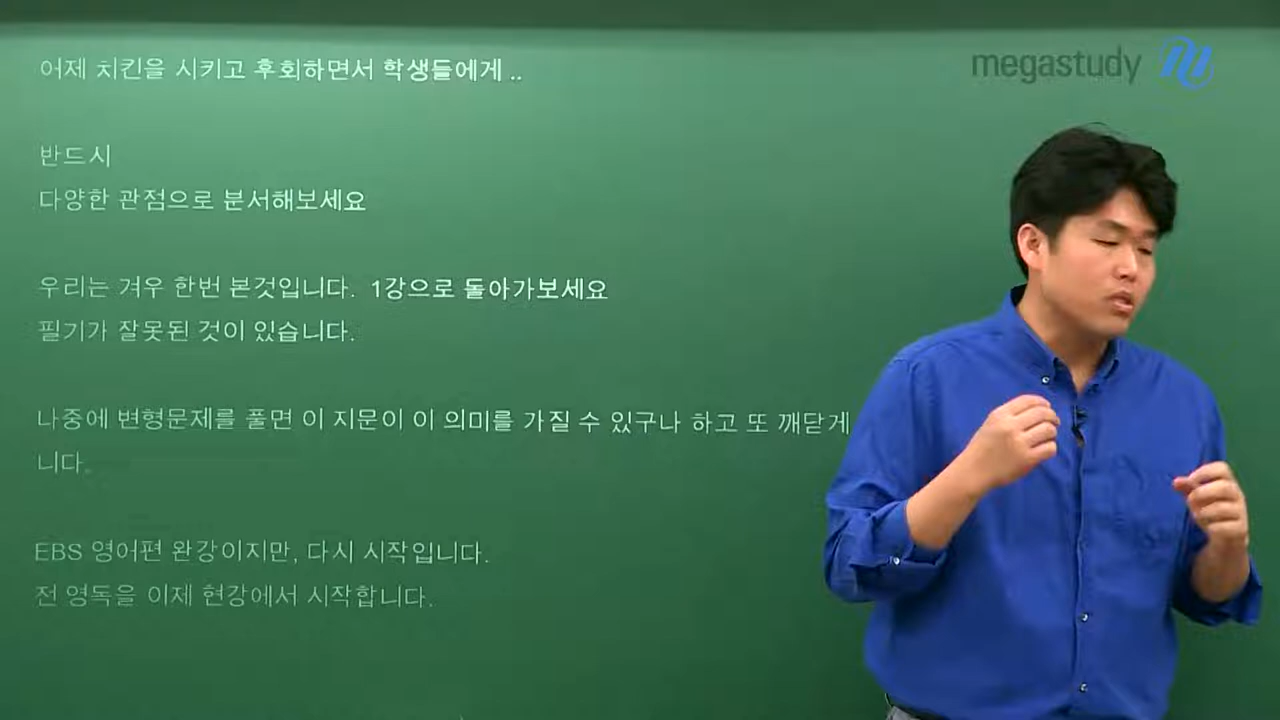 어제 치킨을 시키고 후회하면서 학생들에게 ..
megastudy
반드시
다양한 관점으로 분서해보세요
우리는 겨우 한번 본것입니다. 1강으로 돌아가보세요
필기가 잘못된 것이 있습니다.
나중에 변형문제를 풀면 이 지문이 이 의미를 가질 수 있구나 하고 또 깨닫게
니다.
EBS 영어편 완강이지만, 다시 시작입니다.
전 영독을 이제 현강에서 시작합니다.